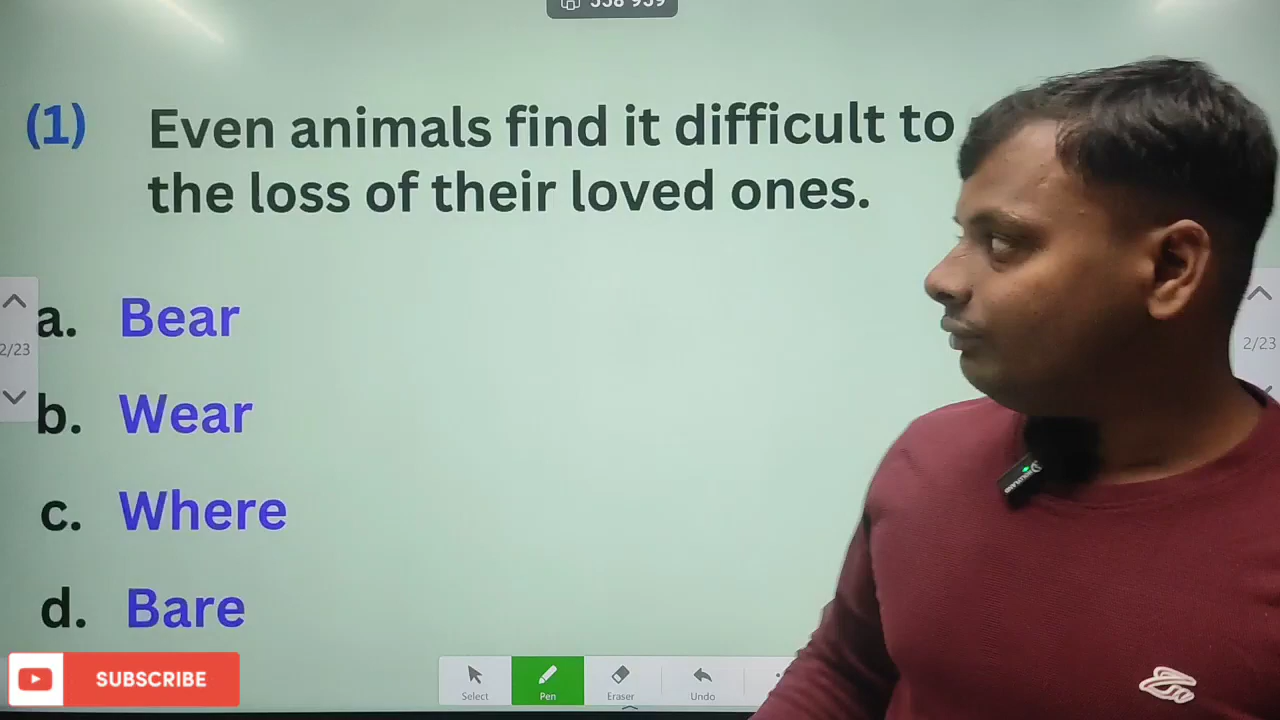 (1) Even animals find it difficult to
the loss of their loved ones.
a. Bear
b. Wear
c. Where
d. Bare
2/23
2/23
SUBSCRIBE
Select
Pen
Eraser
Undo